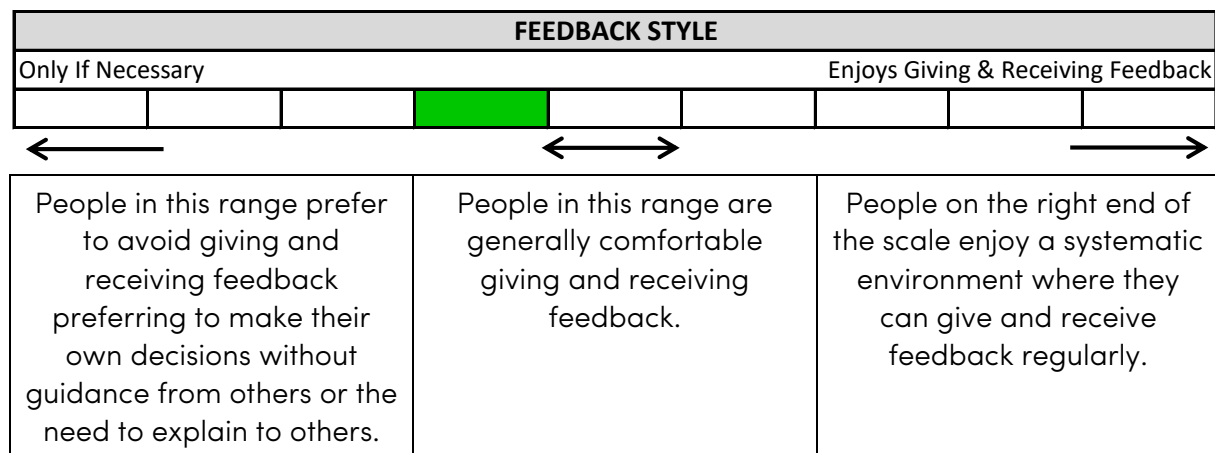 FEEDBACK STYLE
Only If Necessary
Enjoys Giving & Receiving Feedback
People in this range prefer
to avoid giving and
receiving feedback
preferring to make their
own decisions without
guidance from others or the
need to explain to others.
People in this range are
generally comfortable
giving and receiving
feedback.
People on the right end of
the scale enjoy a systematic
environment where they
can give and receive
feedback regularly.